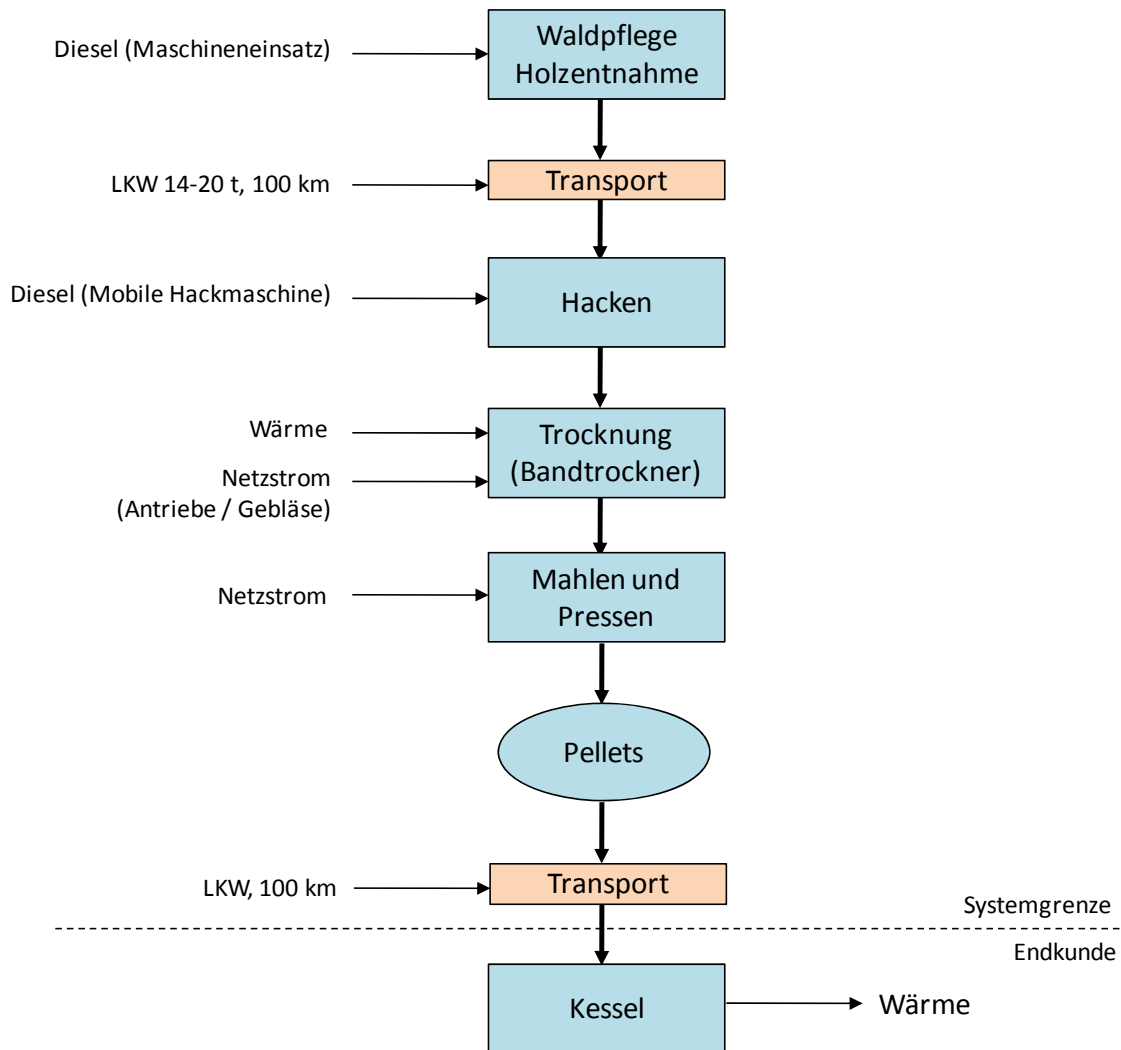 Diesel (Maschineneinsatz)
Waldpflege
Holzentnahme
LKW 14-20 t, 100 km
Transport
Diesel (Mobile Hackmaschine)
Hacken
Wärme
Netzstrom
(Antriebe / Gebläse)
Trocknung
(Bandtrockner)
Netzstrom
Mahlen und
Pressen
Pellets
LKW, 100 km
Transport
Systemgrenze
Endkunde
Kessel
Wärme